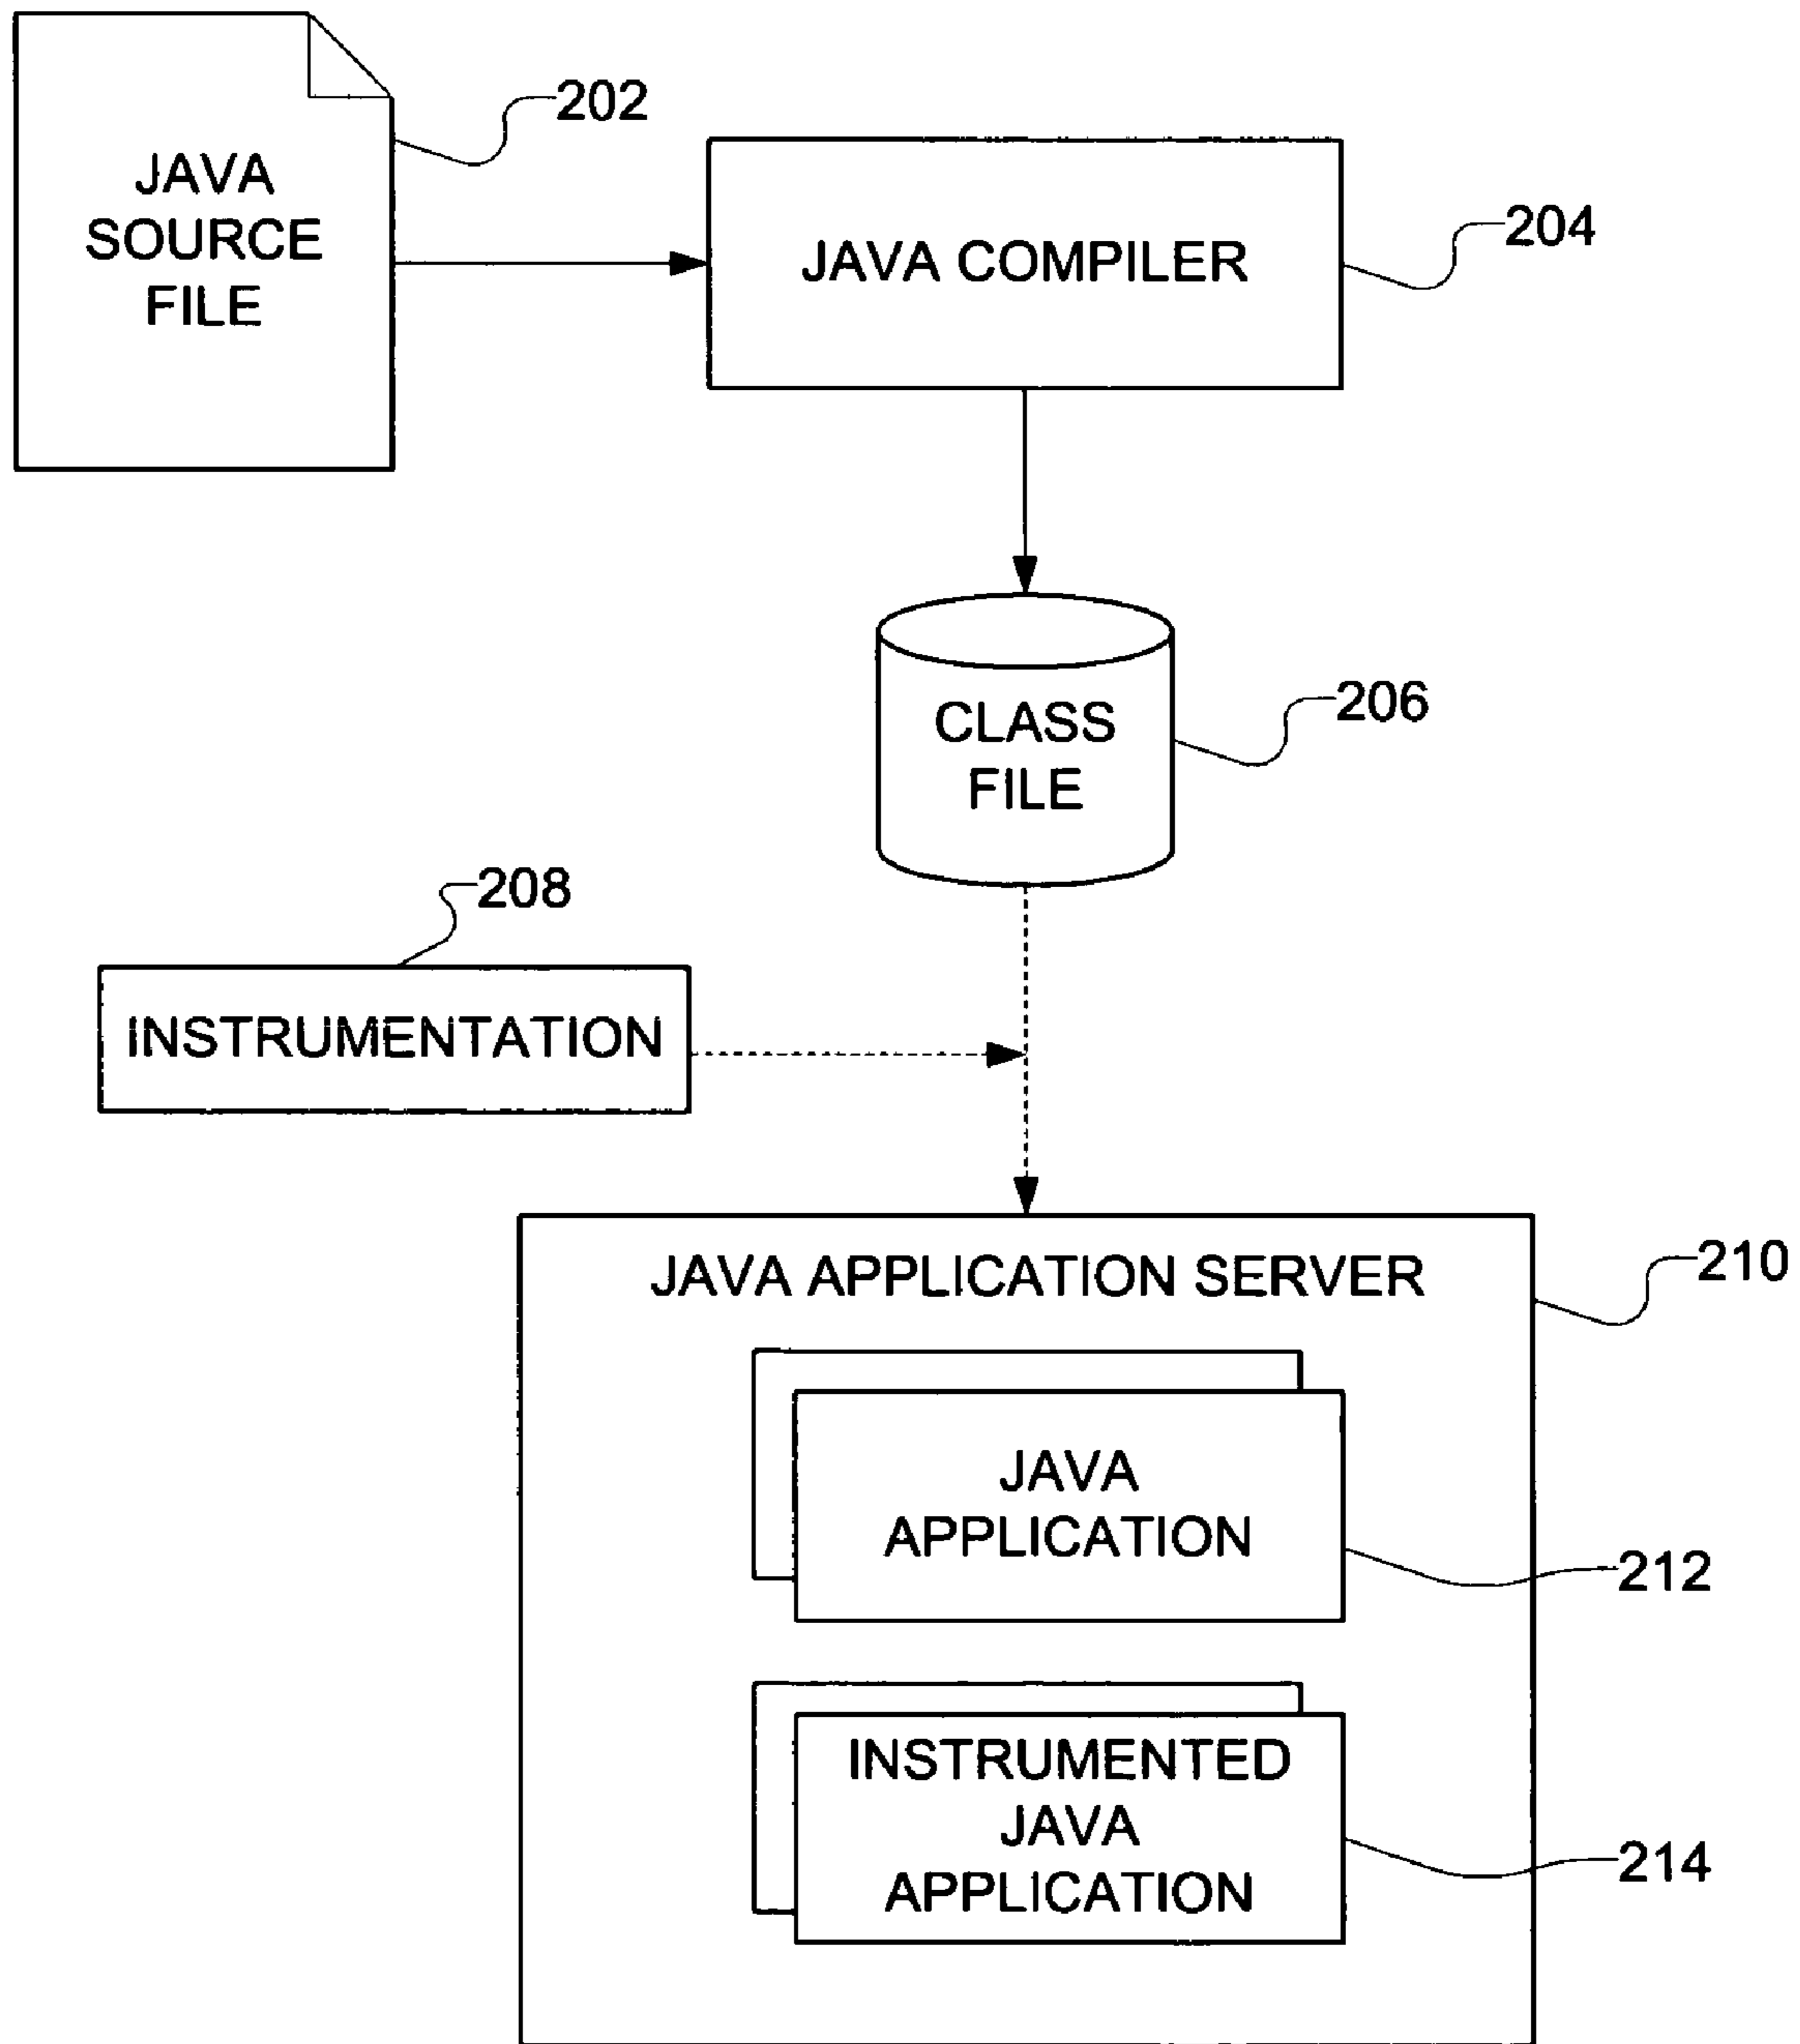 202
JAVA
SOURCE
FILE
JAVA COMPILER
204
CLASS
FILE
206
208
INSTRUMENTATION
JAVA APPLICATION SERVER
210
JAVA
APPLICATION
212
INSTRUMENTED
JAVA
APPLICATION
214